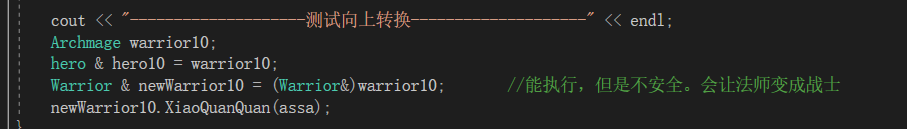 cout << "--------------------测试向上转换--------------------" << endl;
Archmage warrior10;
hero & hero10 = warrior10;
Warrior & newWarrior10 = (Warrior&)warrior10; //能执行，但是不安全。会让法师变成战士
newWarrior10.XiaoQuanQuan(assa);
}